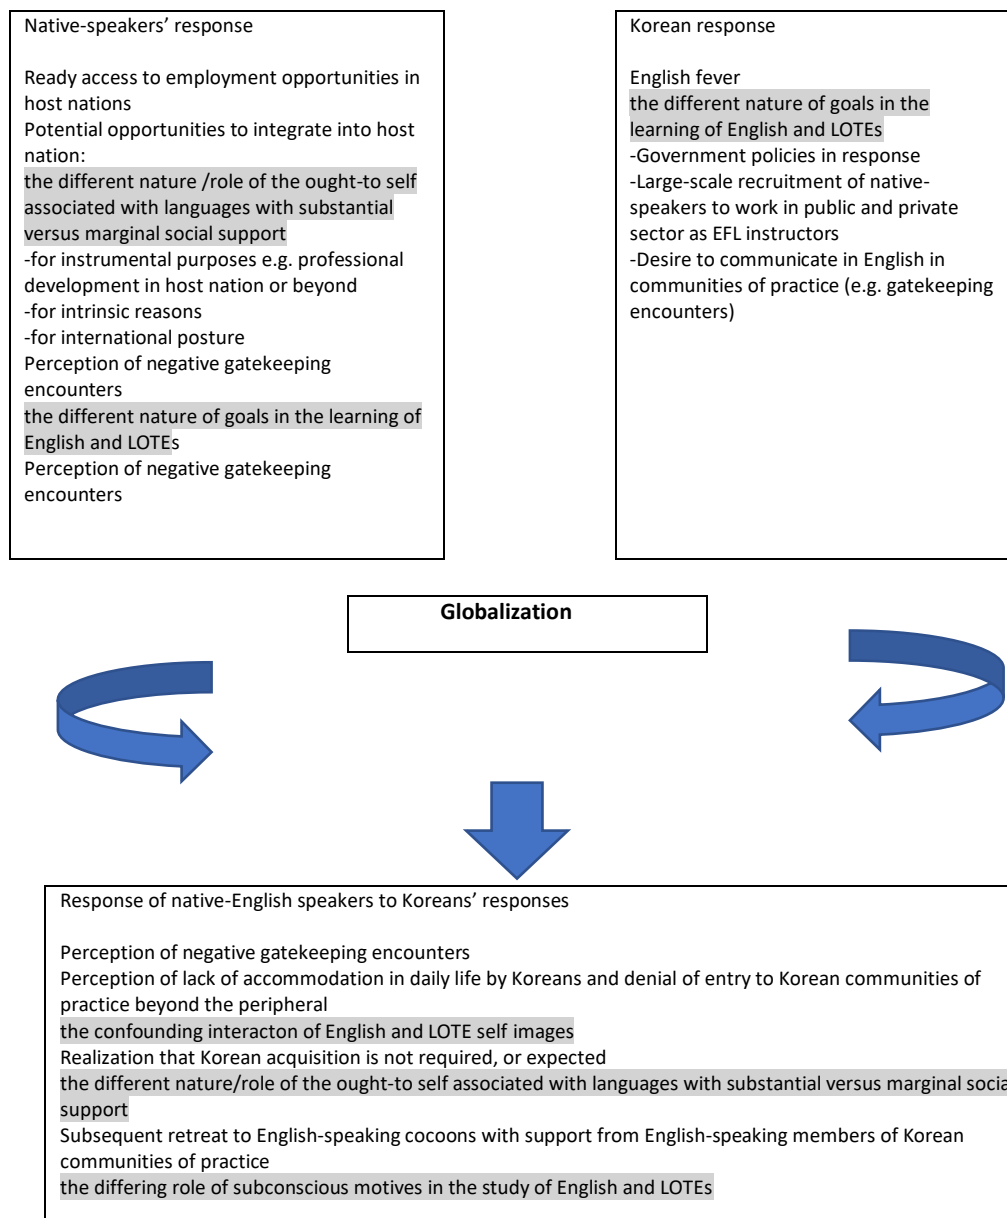 Native-speakers’ response
Ready access to employment opportunities in
host nations
Potential opportunities to integrate into host
nation:
the different nature /role of the ought-to self
associated with languages with substantial
versus marginal social support
-for instrumental purposes e.g. professional
development in host nation or beyond
-for intrinsic reasons
-for international posture
Perception of negative gatekeeping
encounters
the different nature of goals in the learning of
English and LOTEs
Perception of negative gatekeeping
encounters
Korean response
English fever
the different nature of goals in the
learning of English and LOTEs
-Government policies in response
-Large-scale recruitment of native-
speakers to work in public and private
sector as EFL instructors
-Desire to communicate in English in
communities of practice (e.g. gatekeeping
encounters)
Globalization
Response of native-English speakers to Koreans’ responses
Perception of negative gatekeeping encounters
Perception of lack of accommodation in daily life by Koreans and denial of entry to Korean communities of
practice beyond the peripheral
the confounding interacton of English and LOTE self images
Realization that Korean acquisition is not required, or expected
the different nature/role of the ought-to self associated with languages with substantial versus marginal socia
support
Subsequent retreat to English-speaking cocoons with support from English-speaking members of Korean
communities of practice
the differing role of subconscious motives in the study of English and LOTEs